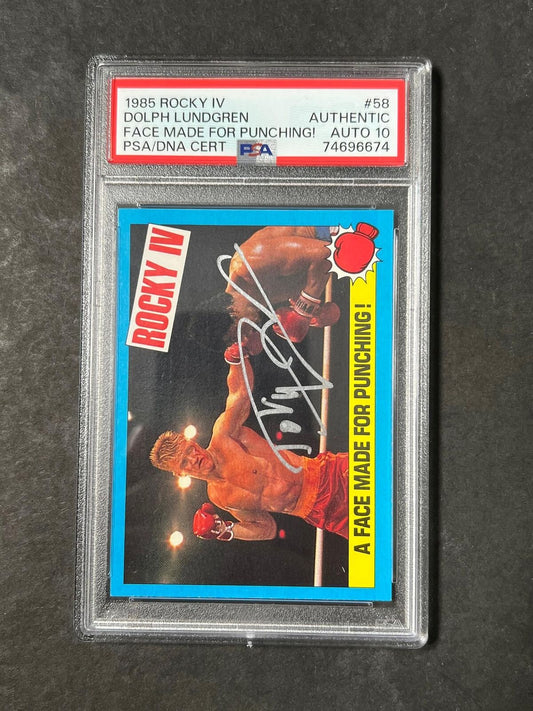 1985 ROCKY IV #58
DOLPH LUNDGREN AUTHENTIC
FACE MADE FOR PUNCHING! AUTO 10
PSA/DNA CERT PSA 74696674
ROCKY IV
A FACE MADE FOR PUNCHING!